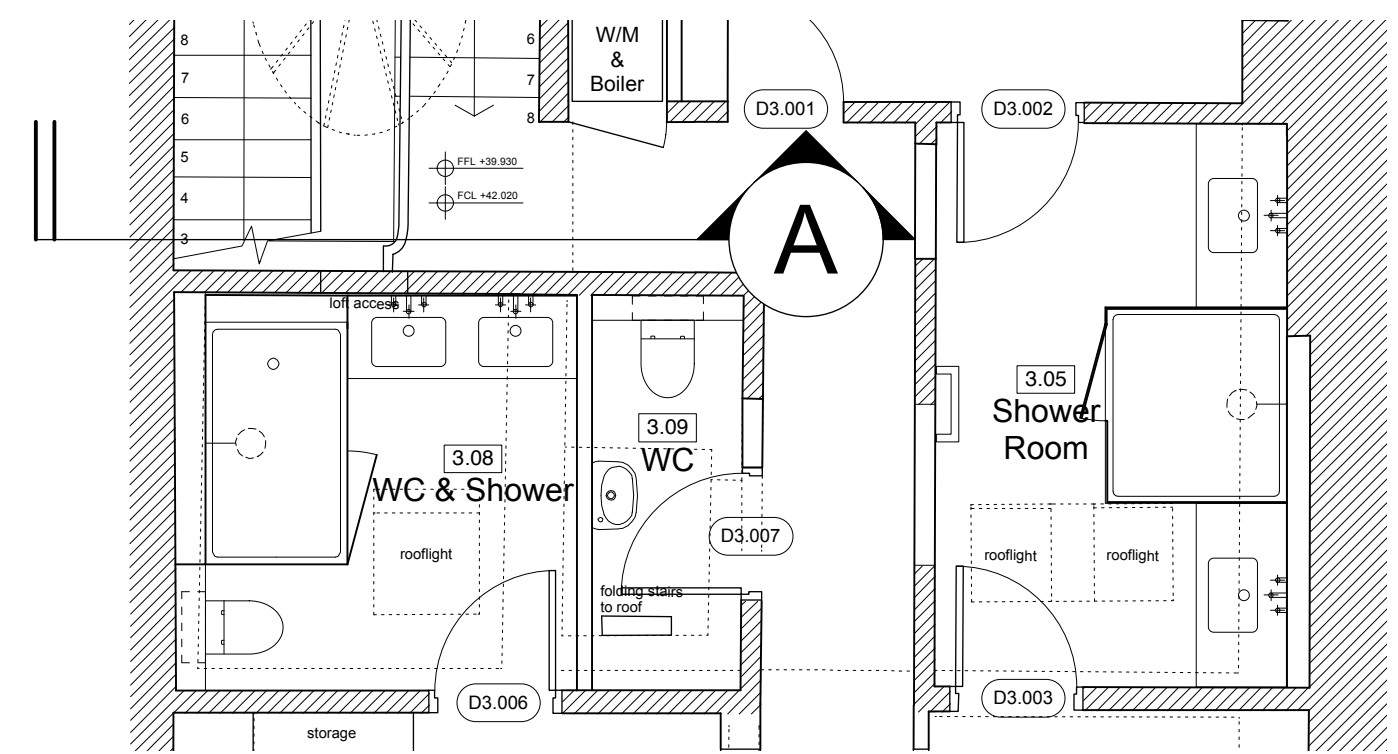 8
7
6
5
4
3
6
7
8
W/M
&
Boiler
D3.001
D3.002
FFL +39.930
FCL +42.020
A
loft access
3.05
Shower
Room
3.09
WC
3.08
WC & Shower
D3.007
rooflight
rooflight
rooflight
folding stairs
to roof
D3.006
D3.003
storage